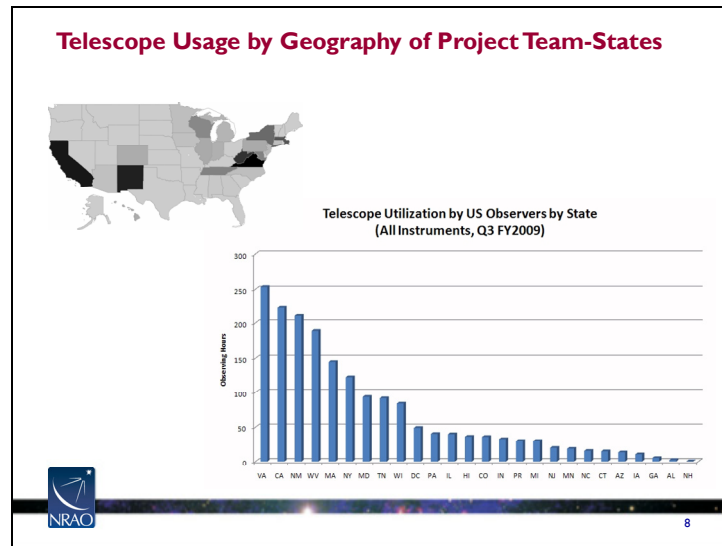 Telescope Usage by Geography of Project Team-States
Telescope Utilization by US Observers by State
(All Instruments, Q3 FY2009)
300
250
200
150
100
50
0
Observing Hours
VA CA NM WV MA NY MD TN WI DC PA IL HI CO IN PR MI NJ MN NC CT AZ IA GA AL NH
NRAO
8